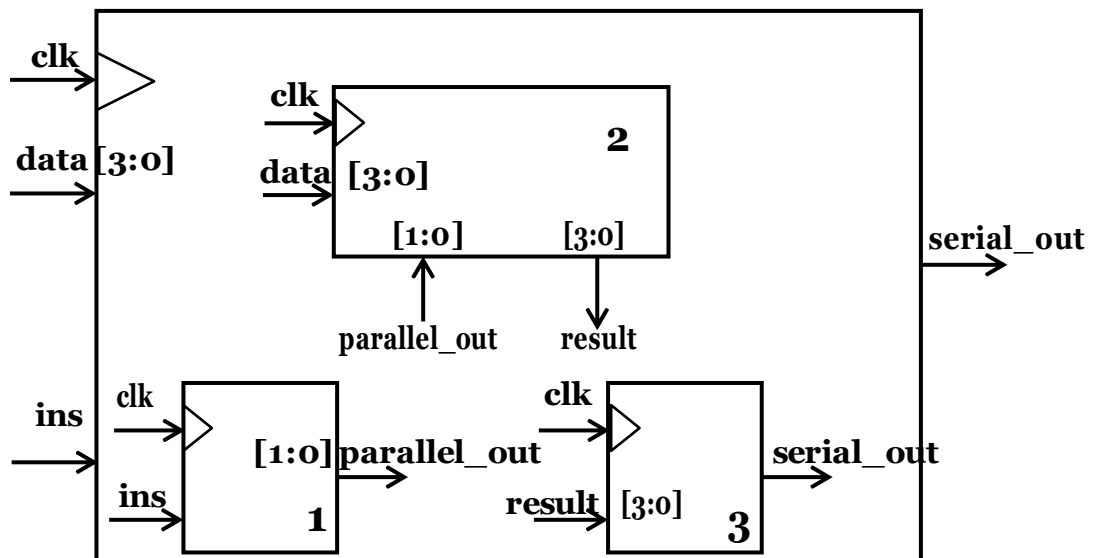 clk
data [3:0]
clk
2
data [3:0]
[1:0] [3:0]
parallel_out result
serial_out
ins
clk
[1:0] parallel_out
ins
1
clk
serial_out
result [3:0]
3